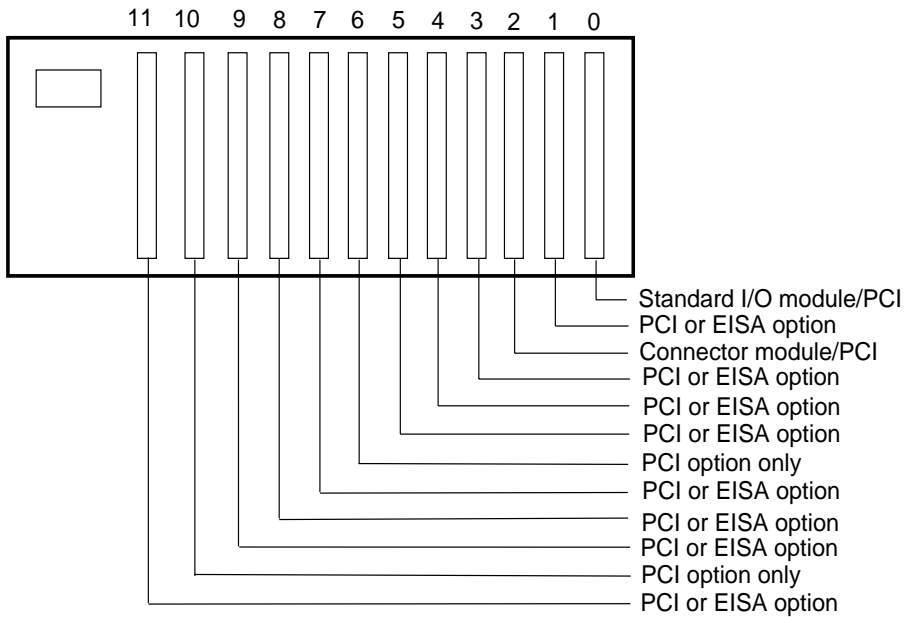 11 10 9 8 7 6 5 4 3 2 1 0
Standard I/O module/PCI
PCI or EISA option
Connector module/PCI
PCI or EISA option
PCI or EISA option
PCI or EISA option
PCI option only
PCI or EISA option
PCI or EISA option
PCI or EISA option
PCI option only
PCI or EISA option